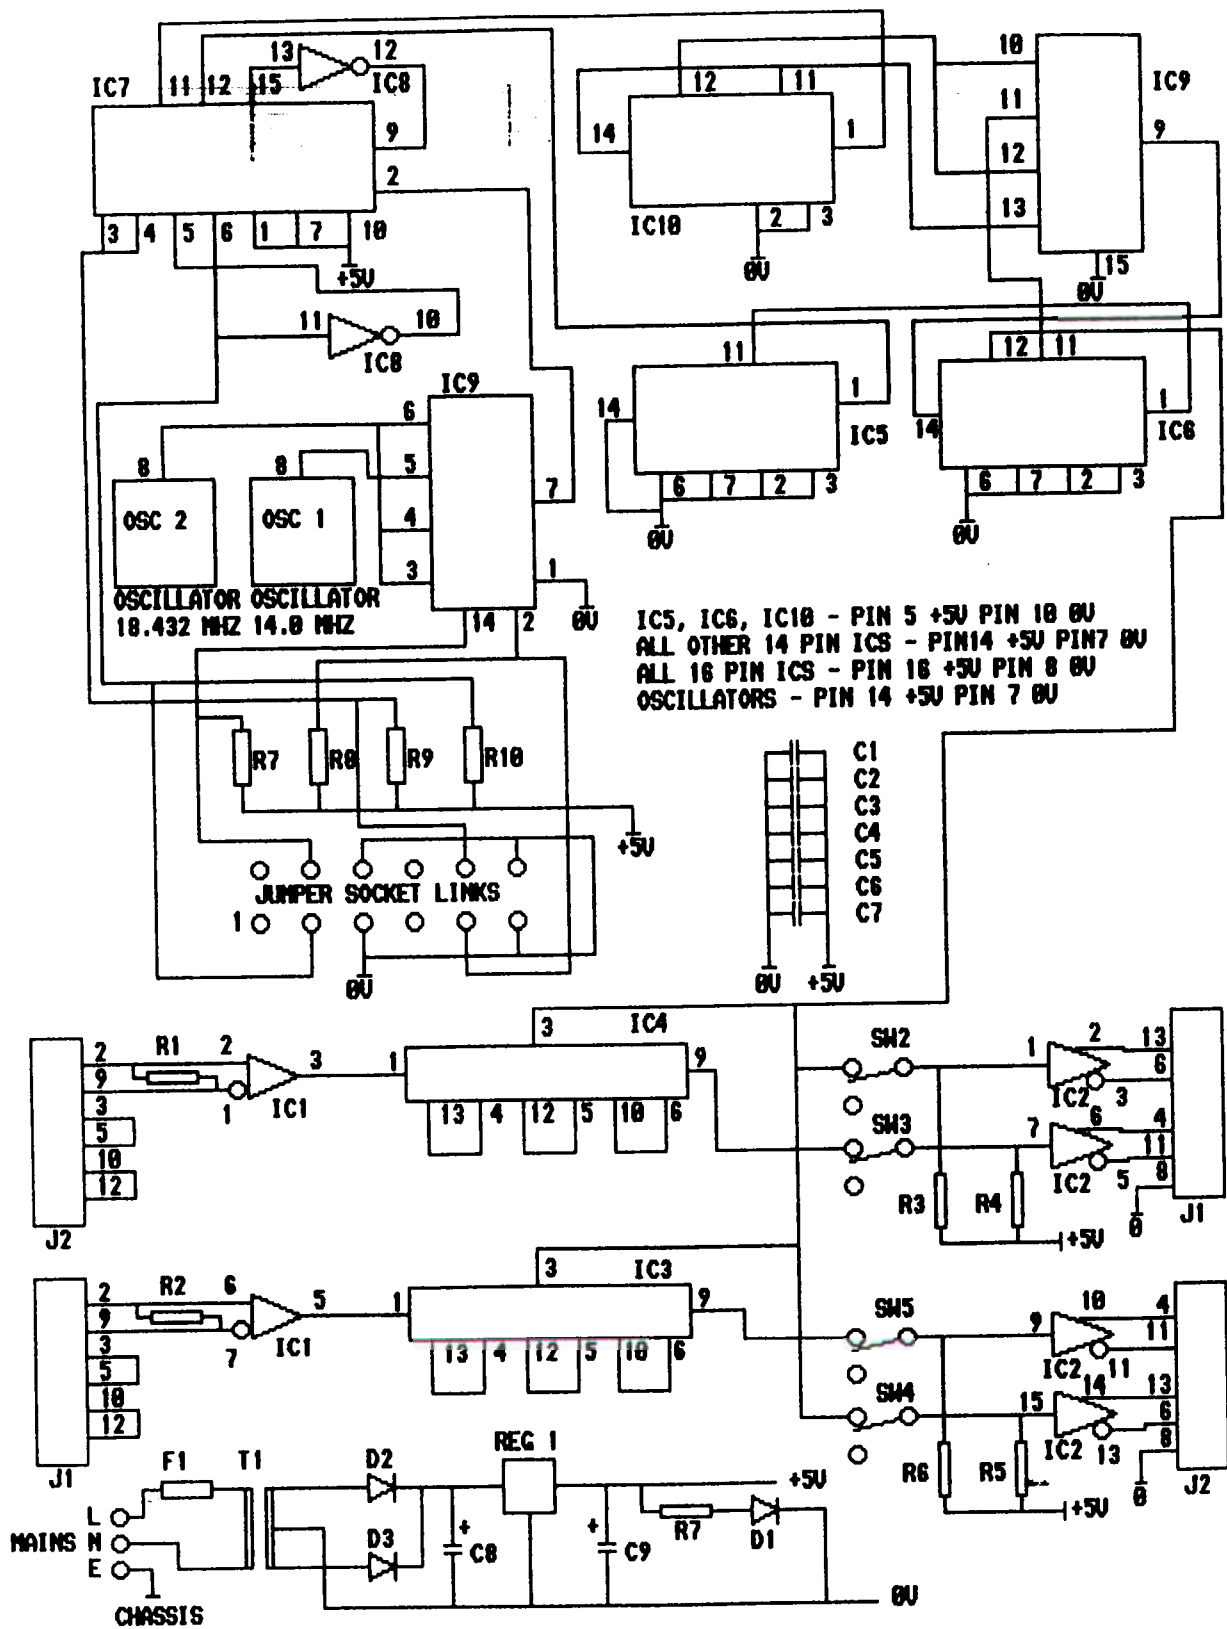 13 12
IC7 11 12 15 IC8
9
2
3 4 5 6 1 7 10
+5V
11 10
IC8
12 11
14 1
IC10 2 3
0V
10
IC9
11
9
12
13
15
0V
11
14 1
IC5
6 7 2 3
0V
12 11
1
14 IC6
6 7 2 3
0V
IC9
6
8 8 5
OSC 2 OSC 1
7
4
3 1
0V
OSCILLATOR OSCILLATOR
18.432 MHZ 14.0 MHZ
14 2
IC5, IC6, IC10 - PIN 5 +5V PIN 10 0V
ALL OTHER 14 PIN ICS - PIN14 +5V PIN7 0V
ALL 16 PIN ICS - PIN 16 +5V PIN 8 0V
OSCILLATORS - PIN 14 +5V PIN 7 0V
R7 R8 R9 R10
+5V
JUMPER SOCKET LINKS
1
0V
C1
C2
C3
C4
C5
C6
C7
0V +5V
2 R1 2
9 3
1 IC1
3
5
10
12
J2
3 IC4
1 9
13 4 12 5 10 6
SW2
SW3
1 2 13
6
IC2 3
7 6 4
11
IC2 5 8
R3 R4
0
+5V
J1
2 R2 6
9 5
7 IC1
3
5
10
12
J1
3 IC3
1 9
13 4 12 5 10 6
SW5
SW4
9 10 4
11
IC2 11
15 14 13
6
IC2 13 8
R6 R5
0
+5V
J2
F1 T1 D2 REG 1
+5V
L
MAINS N
E
CHASSIS
D3 + C8 + C9 R7 D1
0V